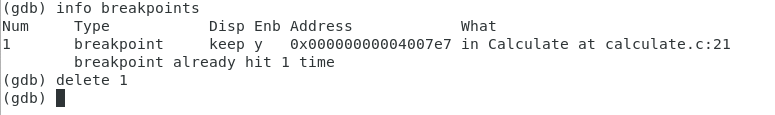 (gdb) info breakpoints
Num     Type           Disp Enb Address            What
1       breakpoint     keep y   0x00000000004007e7 in Calculate at calculate.c:21
        breakpoint already hit 1 time
(gdb) delete 1
(gdb)